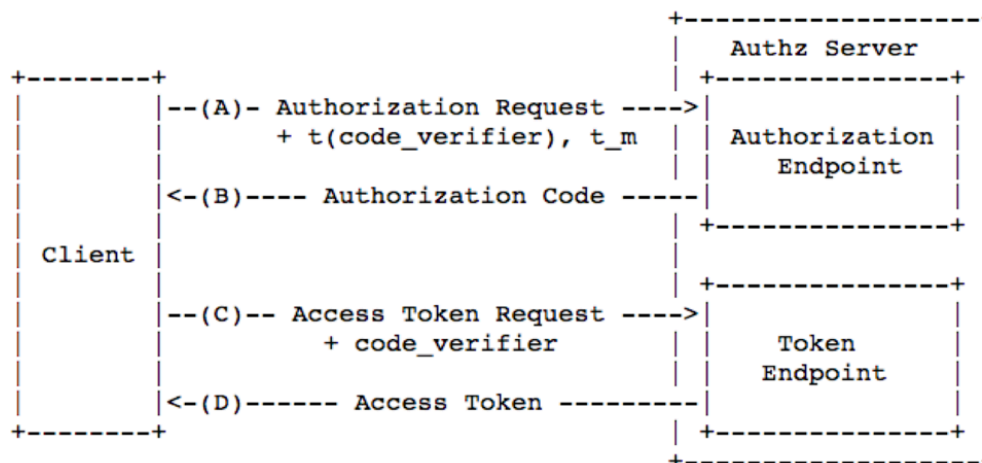 Authz Server
--(A)- Authorization Request ---->
+ t(code_verifier), t_m
Authorization
Endpoint
<-(B)---- Authorization Code -----
Client
--(C)-- Access Token Request ---->
+ code_verifier
Token
Endpoint
<-(D)------ Access Token ---------